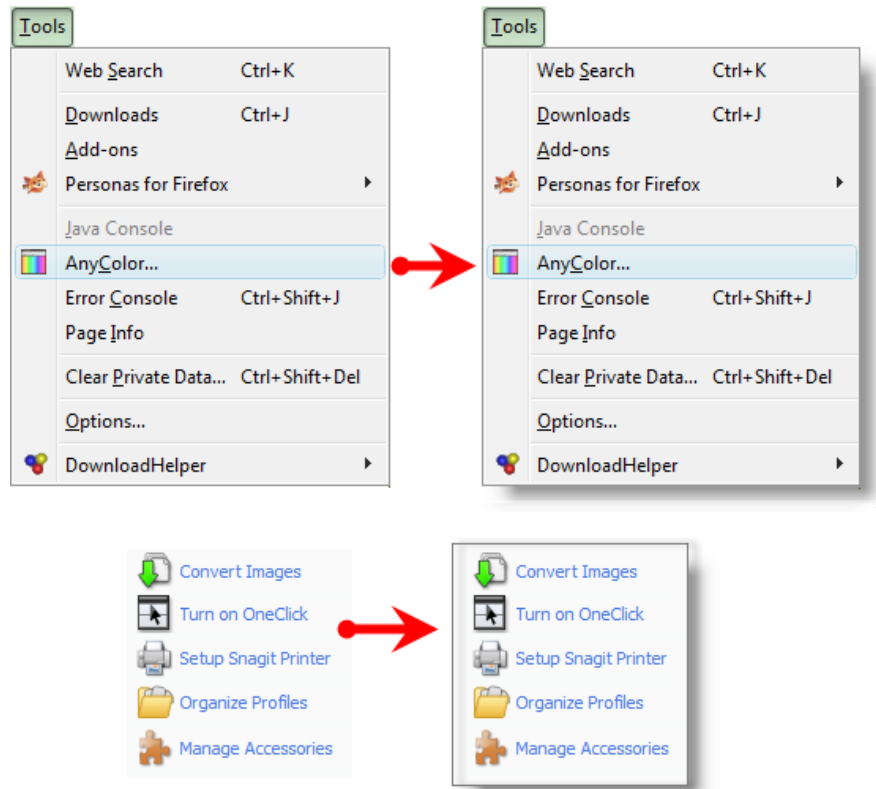 Tools
Web Search Ctrl+K
Downloads Ctrl+J
Add-ons
Personas for Firefox
Java Console
AnyColor...
Error Console Ctrl+Shift+J
Page Info
Clear Private Data... Ctrl+Shift+Del
Options...
DownloadHelper
Tools
Web Search Ctrl+K
Downloads Ctrl+J
Add-ons
Personas for Firefox
Java Console
AnyColor...
Error Console Ctrl+Shift+J
Page Info
Clear Private Data... Ctrl+Shift+Del
Options...
DownloadHelper
Convert Images
Turn on OneClick
Setup Snagit Printer
Organize Profiles
Manage Accessories
Convert Images
Turn on OneClick
Setup Snagit Printer
Organize Profiles
Manage Accessories